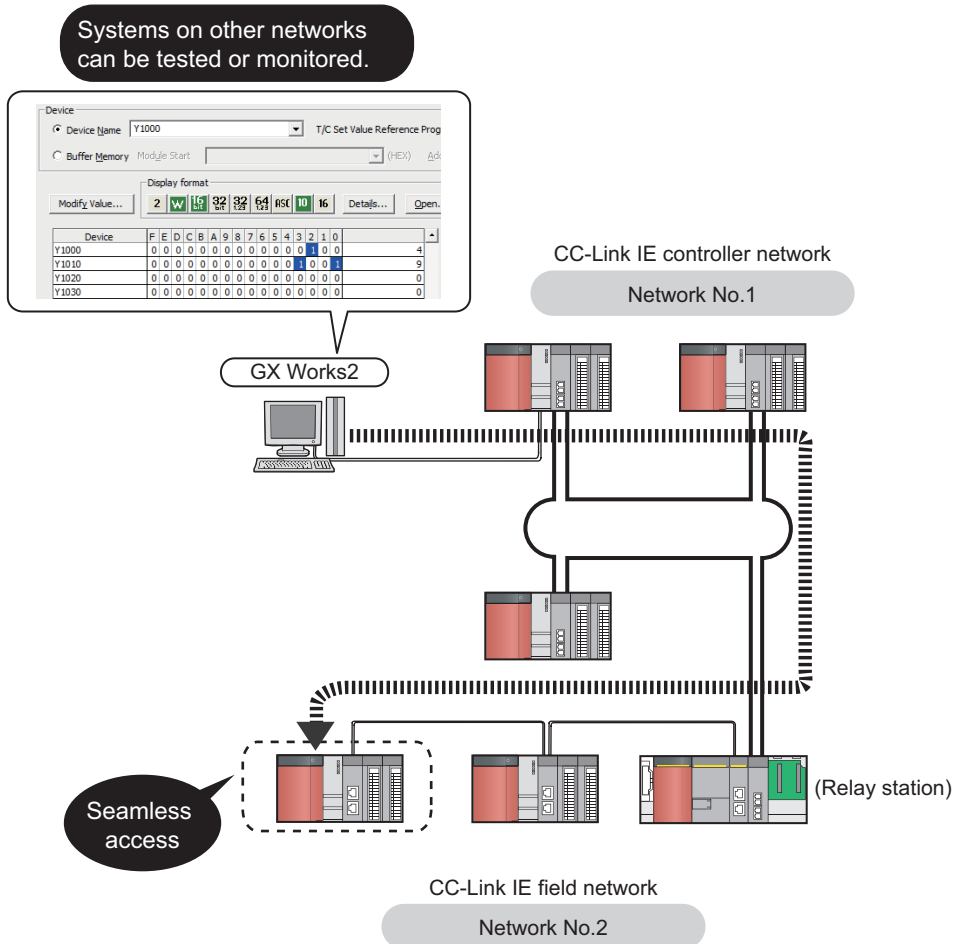 Systems on other networks
can be tested or monitored.
Device
Device Name Y1000 T/C Set Value Reference Prog
Buffer Memory Module Start (HEX) Add
Display format
Modify Value... 2 W 16 bit 32 bit 32 1.23 64 1.23 ASC 10 16 Details... Open.
Device F E D C B A 9 8 7 6 5 4 3 2 1 0
Y1000 0 0 0 0 0 0 0 0 0 0 0 0 0 1 0 0 4
Y1010 0 0 0 0 0 0 0 0 0 0 0 0 1 0 0 1 9
Y1020 0 0 0 0 0 0 0 0 0 0 0 0 0 0 0 0 0
Y1030 0 0 0 0 0 0 0 0 0 0 0 0 0 0 0 0 0
CC-Link IE controller network
Network No.1
GX Works2
(Relay station)
Seamless
access
CC-Link IE field network
Network No.2